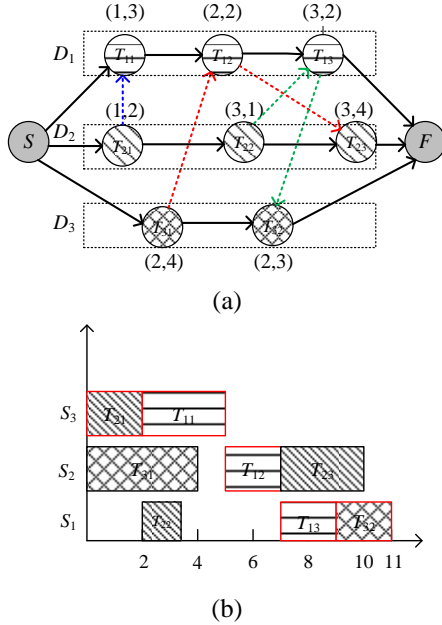 (1,3) (2,2) (3,2)
D1 T11 T12 T13
(1,2) (3,1) (3,4)
S D2 T21 T22 T23 F
D3 T31 T32
(2,4) (2,3)
(a)
S3 T21 T11
S2 T31 T12 T23
S1 T22 T13 T32
2 4 6 8 10 11
(b)